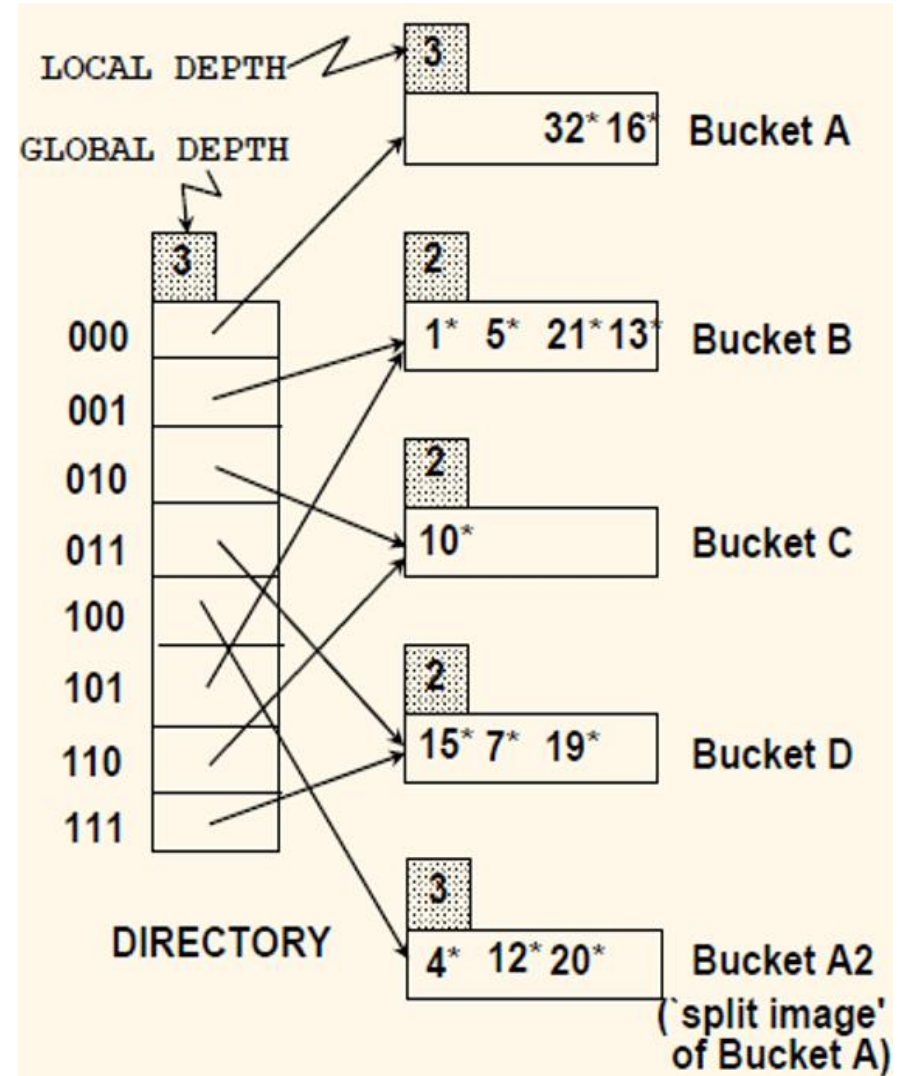 3
LOCAL DEPTH
32* 16*
Bucket A
GLOBAL DEPTH
3
2
000
1* 5* 21* 13*
Bucket B
001
2
010
10*
Bucket C
011
100
2
101
15* 7* 19*
Bucket D
110
111
3
DIRECTORY
4* 12* 20*
Bucket A2
(`split image'
of Bucket A)